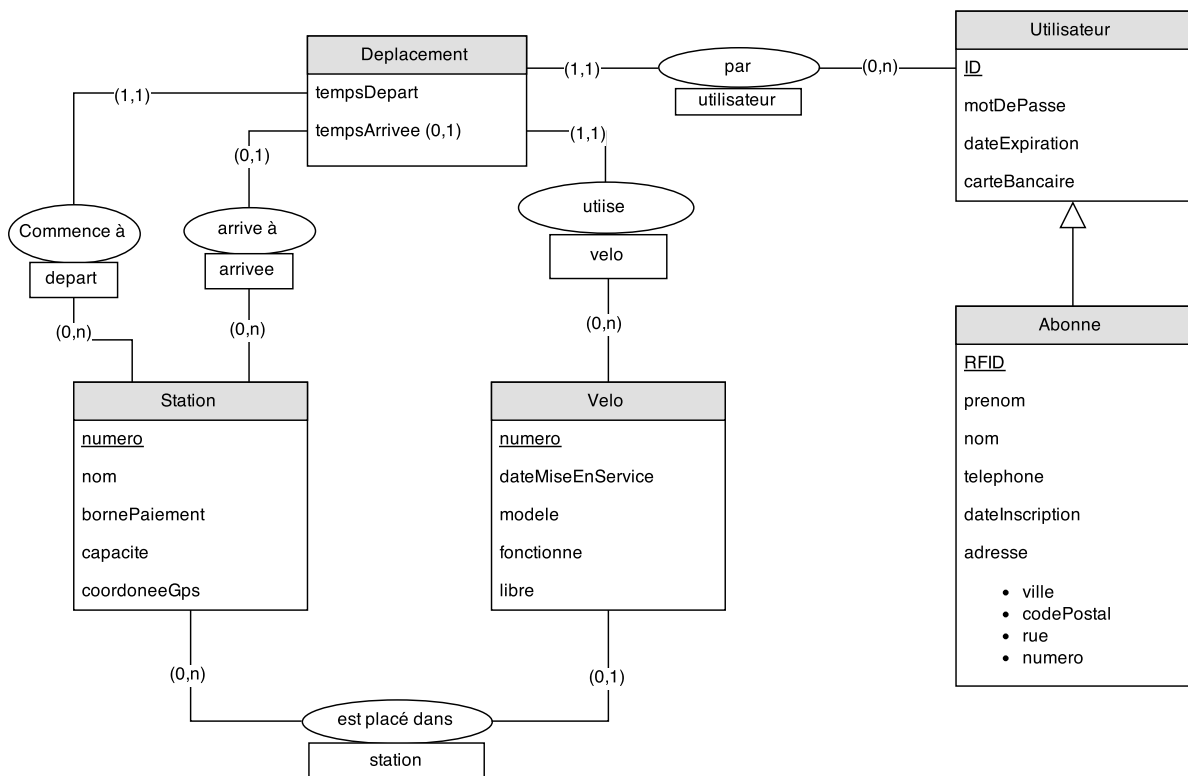 Deplacement
tempsDepart
tempsArrivee (0,1)
(1,1)
par
utilisateur
(0,n)
Utilisateur
ID
motDePasse
dateExpiration
carteBancaire
(1,1)
(0,1)
(1,1)
Commence à
depart
arrive à
arrivee
utiise
velo
(0,n)
(0,n)
(0,n)
Station
numero
nom
bornePaiement
capacite
coordoneeGps
Velo
numero
dateMiseEnService
modele
fonctionne
libre
Abonne
RFID
prenom
nom
telephone
dateInscription
adresse
• ville
• codePostal
• rue
• numero
(0,n)
(0,1)
est placé dans
station